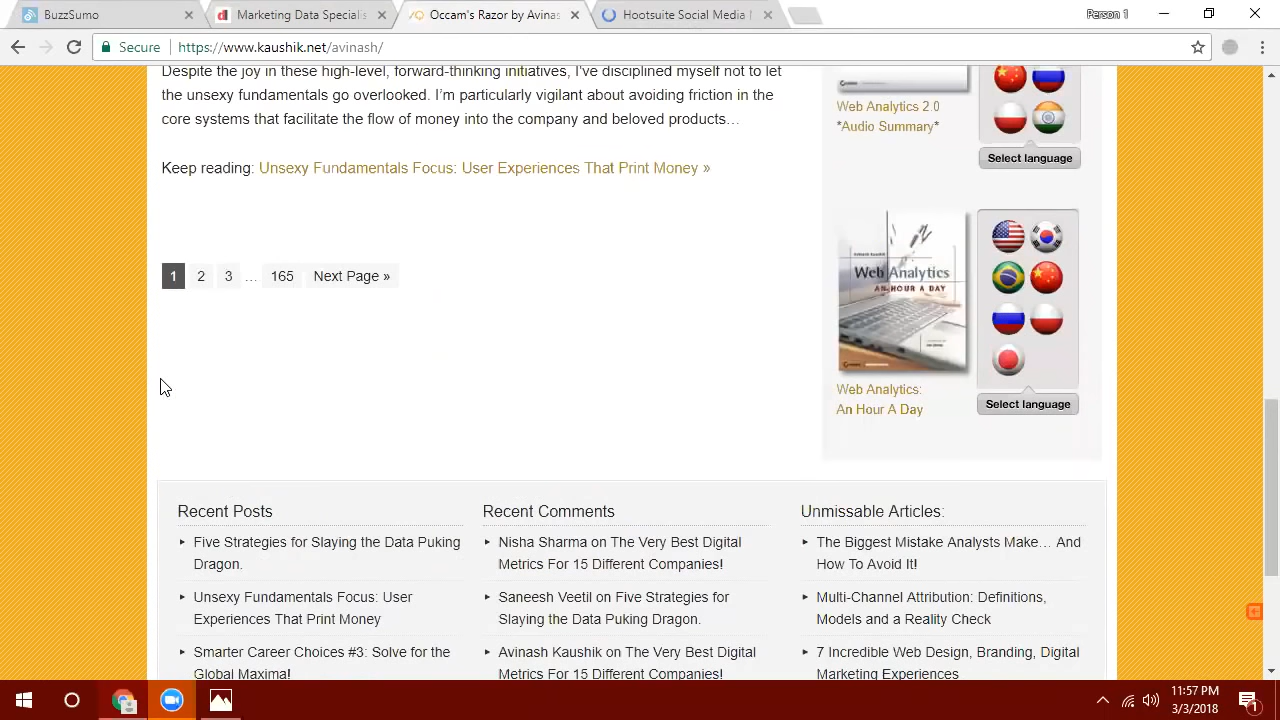 BuzzSumo
Marketing Data Speciali
Occam's Razor by Avinas
Hootsuite Social Media
Person 1
Secure
https://www.kaushik.net/avinash/
Despite the joy in these high-level, forward-thinking initiatives, I've disciplined myself not to let
the unsexy fundamentals go overlooked. I'm particularly vigilant about avoiding friction in the
core systems that facilitate the flow of money into the company and beloved products…
Keep reading: Unsexy Fundamentals Focus: User Experiences That Print Money »
1 2 3 … 165 Next Page »
Web Analytics 2.0
*Audio Summary*
Select language
Web Analytics
AN HOUR A DAY
Web Analytics:
An Hour A Day
Select language
Recent Posts
Five Strategies for Slaying the Data Puking
Dragon.
Unsexy Fundamentals Focus: User
Experiences That Print Money
Smarter Career Choices #3: Solve for the
Global Maxima!
Recent Comments
Nisha Sharma on The Very Best Digital
Metrics For 15 Different Companies!
Saneesh Veetil on Five Strategies for
Slaying the Data Puking Dragon.
Avinash Kaushik on The Very Best Digital
Metrics For 15 Different Companies!
Unmissable Articles:
The Biggest Mistake Analysts Make… And
How To Avoid It!
Multi-Channel Attribution: Definitions,
Models and a Reality Check
7 Incredible Web Design, Branding, Digital
Marketing Experiences
11:57 PM
3/3/2018
1